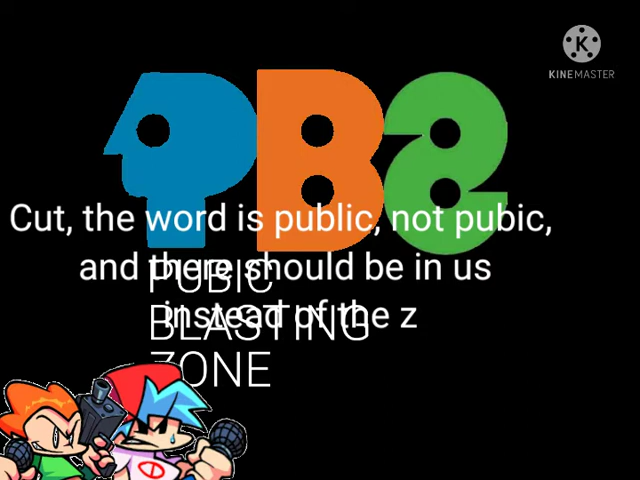 KINEMASTER
PBS
Cut, the word is public, not pubic,
and there should be in us
instead of the z
PUBIC
BLASTING
ZONE